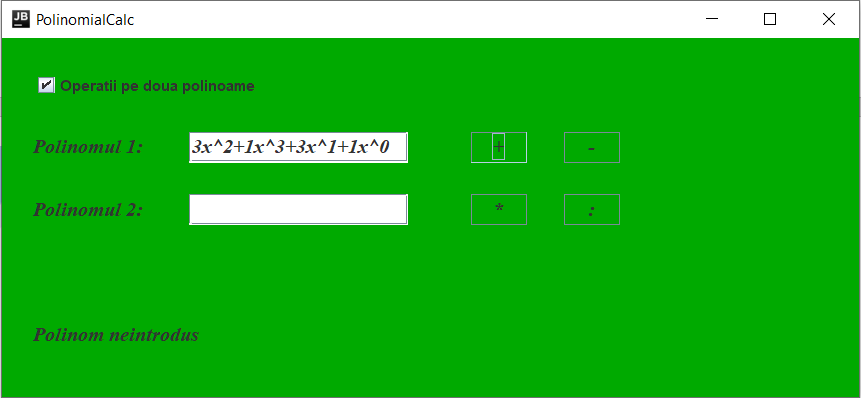 JB PolinomialCalc
Operatii pe doua polinoame
Polinomul 1: 3x^2+1x^3+3x^1+1x^0 + -
Polinomul 2: * :
Polinom neintrodus